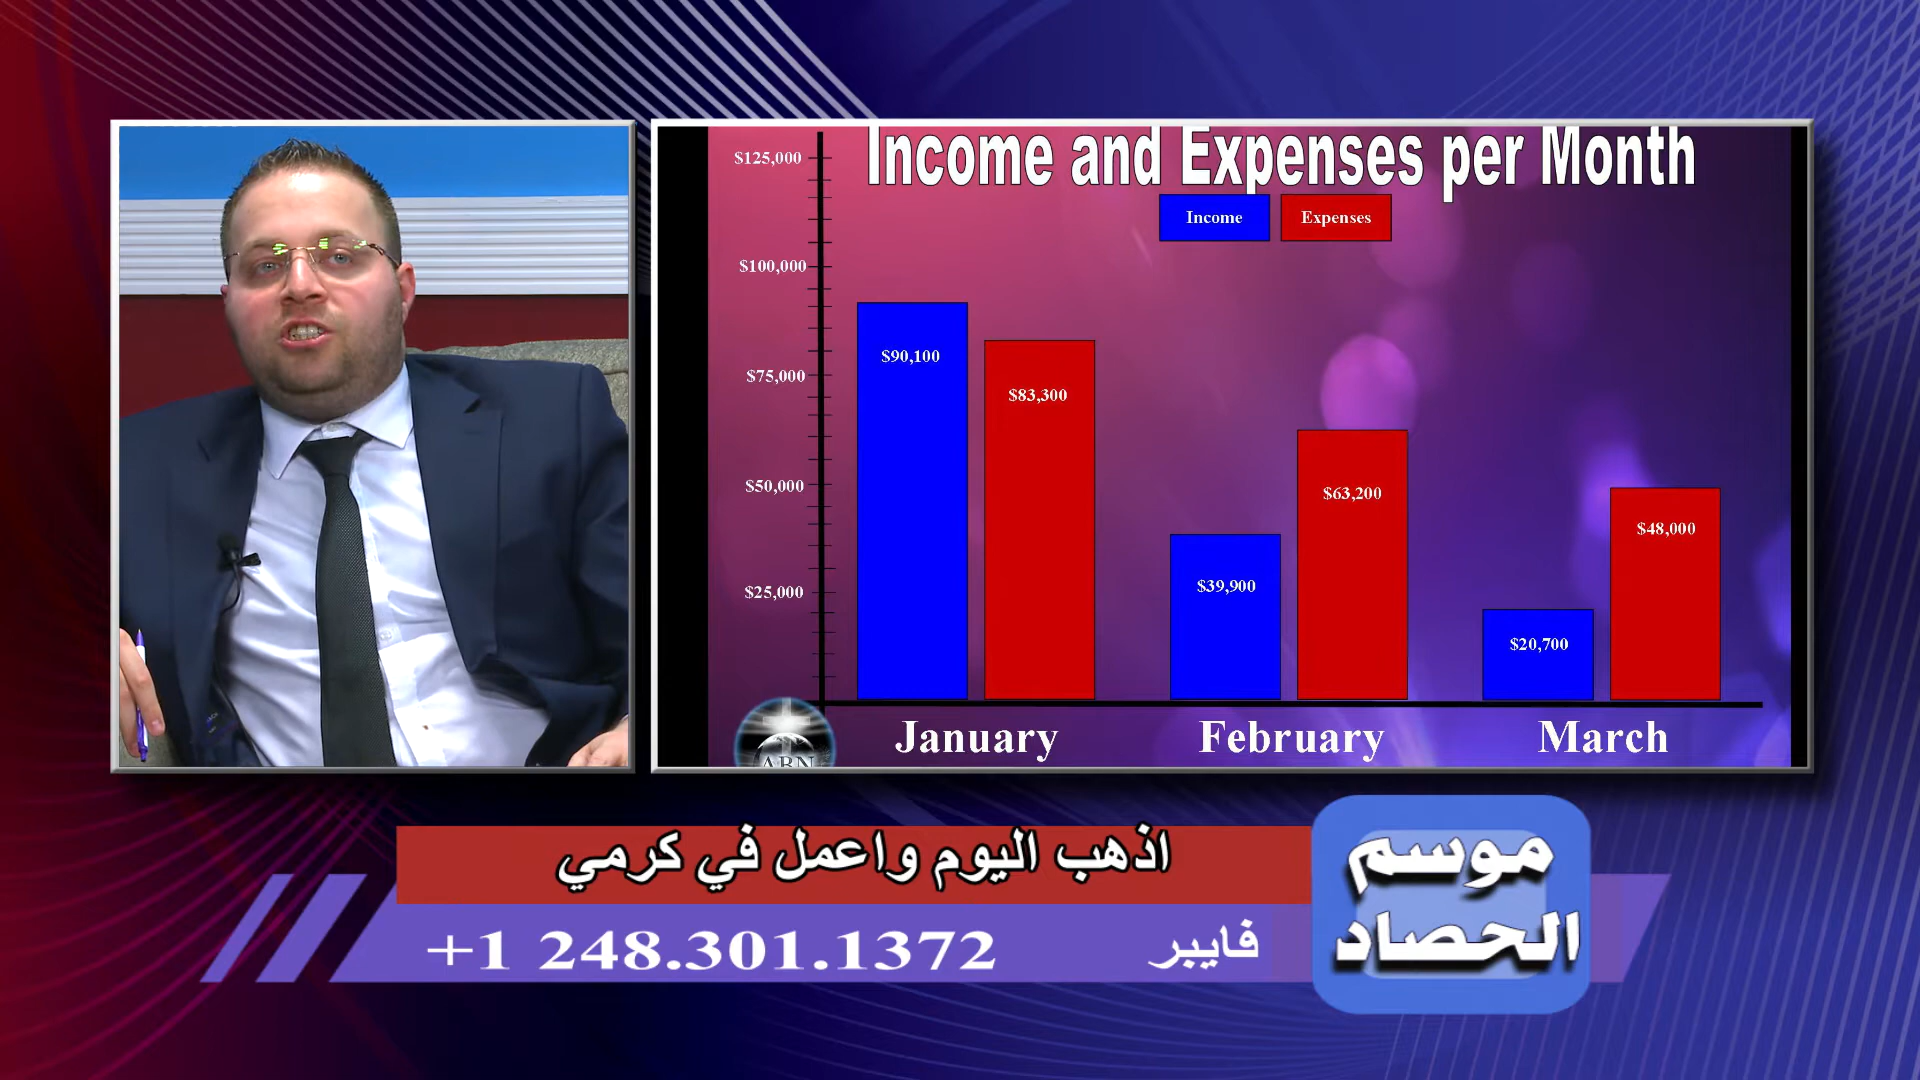 Income and Expenses per Month
Income
Expenses
$125,000
$100,000
$75,000
$50,000
$25,000
$90,100
$83,300
$39,900
$63,200
$20,700
$48,000
January
February
March
ABN
اذهب اليوم واعمل في كرمي
فايبر +1 248.301.1372
موسم
الحصاد